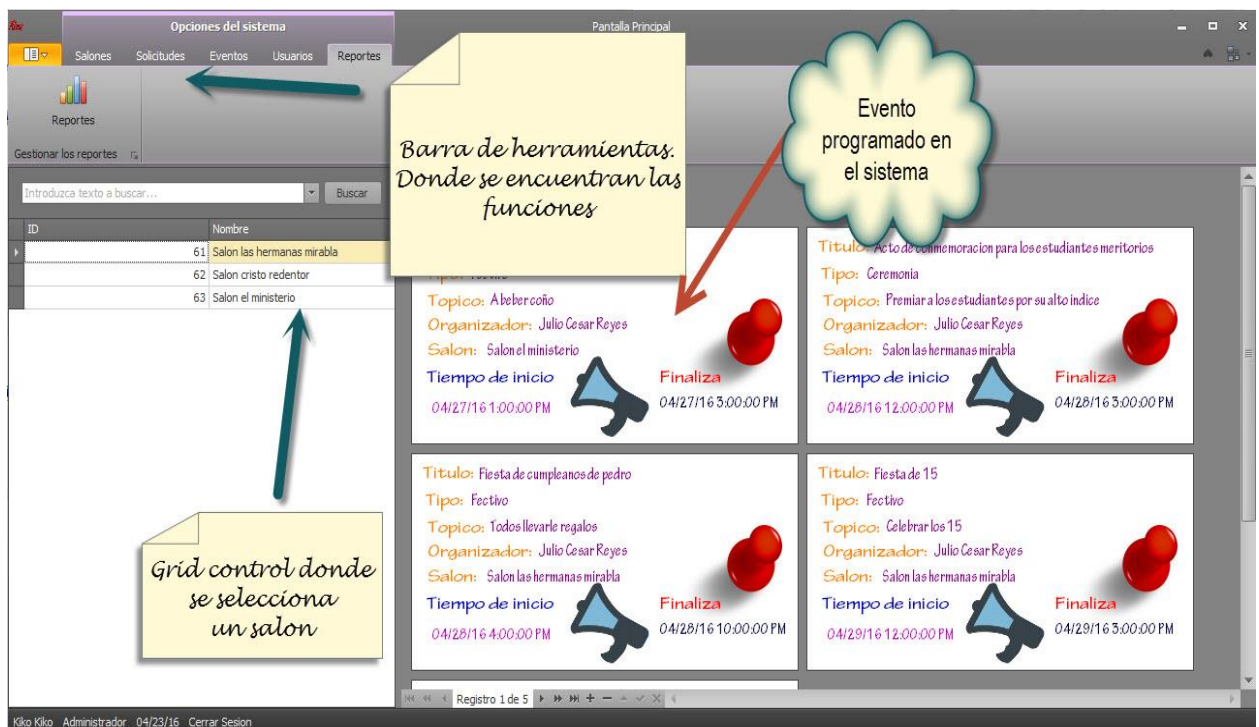 Opciones del sistema
Pantalla Principal
Salones
Solicitudes
Eventos
Usuarios
Reportes
Reportes
Gestionar los reportes
Introduzca texto a buscar...
Buscar
ID
Nombre
61
Salon las hermanas mirabla
62
Salon cristo redentor
63
Salon el ministerio
Barra de herramientas.
Donde se encuentran las
funciones
Evento
programado en
el sistema
Grid control donde
se selecciona
un salon
Topico: A beber coño
Organizador: Julio Cesar Reyes
Salon: Salon el ministerio
Tiempo de inicio
Finaliza
04/27/16 1:00:00 PM
04/27/16 3:00:00 PM
Titulo: Acto de conmemoracion para los estudiantes meritorios
Tipo: Ceremonia
Topico: Premiar a los estudiantes por su alto indice
Organizador: Julio Cesar Reyes
Salon: Salon las hermanas mirabla
Tiempo de inicio
Finaliza
04/28/16 12:00:00 PM
04/28/16 3:00:00 PM
Titulo: Fiesta de cumpleanos de pedro
Tipo: Fectivo
Topico: Todos llevarle regalos
Organizador: Julio Cesar Reyes
Salon: Salon las hermanas mirabla
Tiempo de inicio
Finaliza
04/28/16 4:00:00 PM
04/28/16 10:00:00 PM
Titulo: Fiesta de 15
Tipo: Fectivo
Topico: Celebrar los 15
Organizador: Julio Cesar Reyes
Salon: Salon las hermanas mirabla
Tiempo de inicio
Finaliza
04/29/16 12:00:00 PM
04/29/16 3:00:00 PM
Registro 1 de 5
Kiko Kiko Administrador 04/23/16 Cerrar Sesion